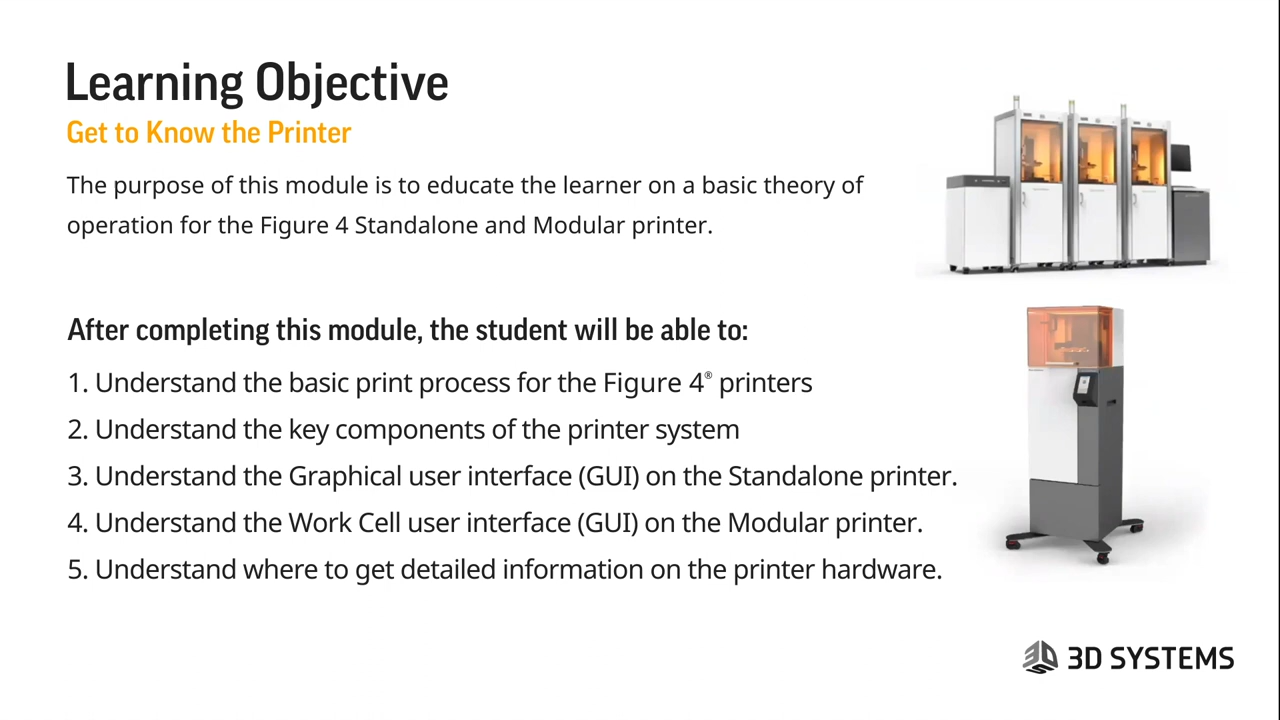 Learning Objective
Get to Know the Printer
The purpose of this module is to educate the learner on a basic theory of
operation for the Figure 4 Standalone and Modular printer.
After completing this module, the student will be able to:
1. Understand the basic print process for the Figure 4® printers
2. Understand the key components of the printer system
3. Understand the Graphical user interface (GUI) on the Standalone printer.
4. Understand the Work Cell user interface (GUI) on the Modular printer.
5. Understand where to get detailed information on the printer hardware.
3D SYSTEMS